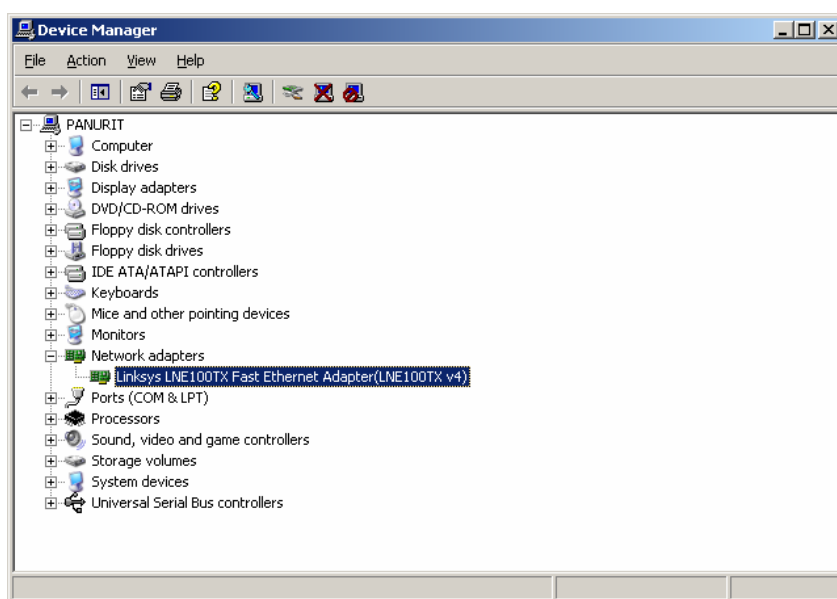 Device Manager
File Action View Help
PANURIT
Computer
Disk drives
Display adapters
DVD/CD-ROM drives
Floppy disk controllers
Floppy disk drives
IDE ATA/ATAPI controllers
Keyboards
Mice and other pointing devices
Monitors
Network adapters
Linksys LNE100TX Fast Ethernet Adapter(LNE100TX v4)
Ports (COM & LPT)
Processors
Sound, video and game controllers
Storage volumes
System devices
Universal Serial Bus controllers